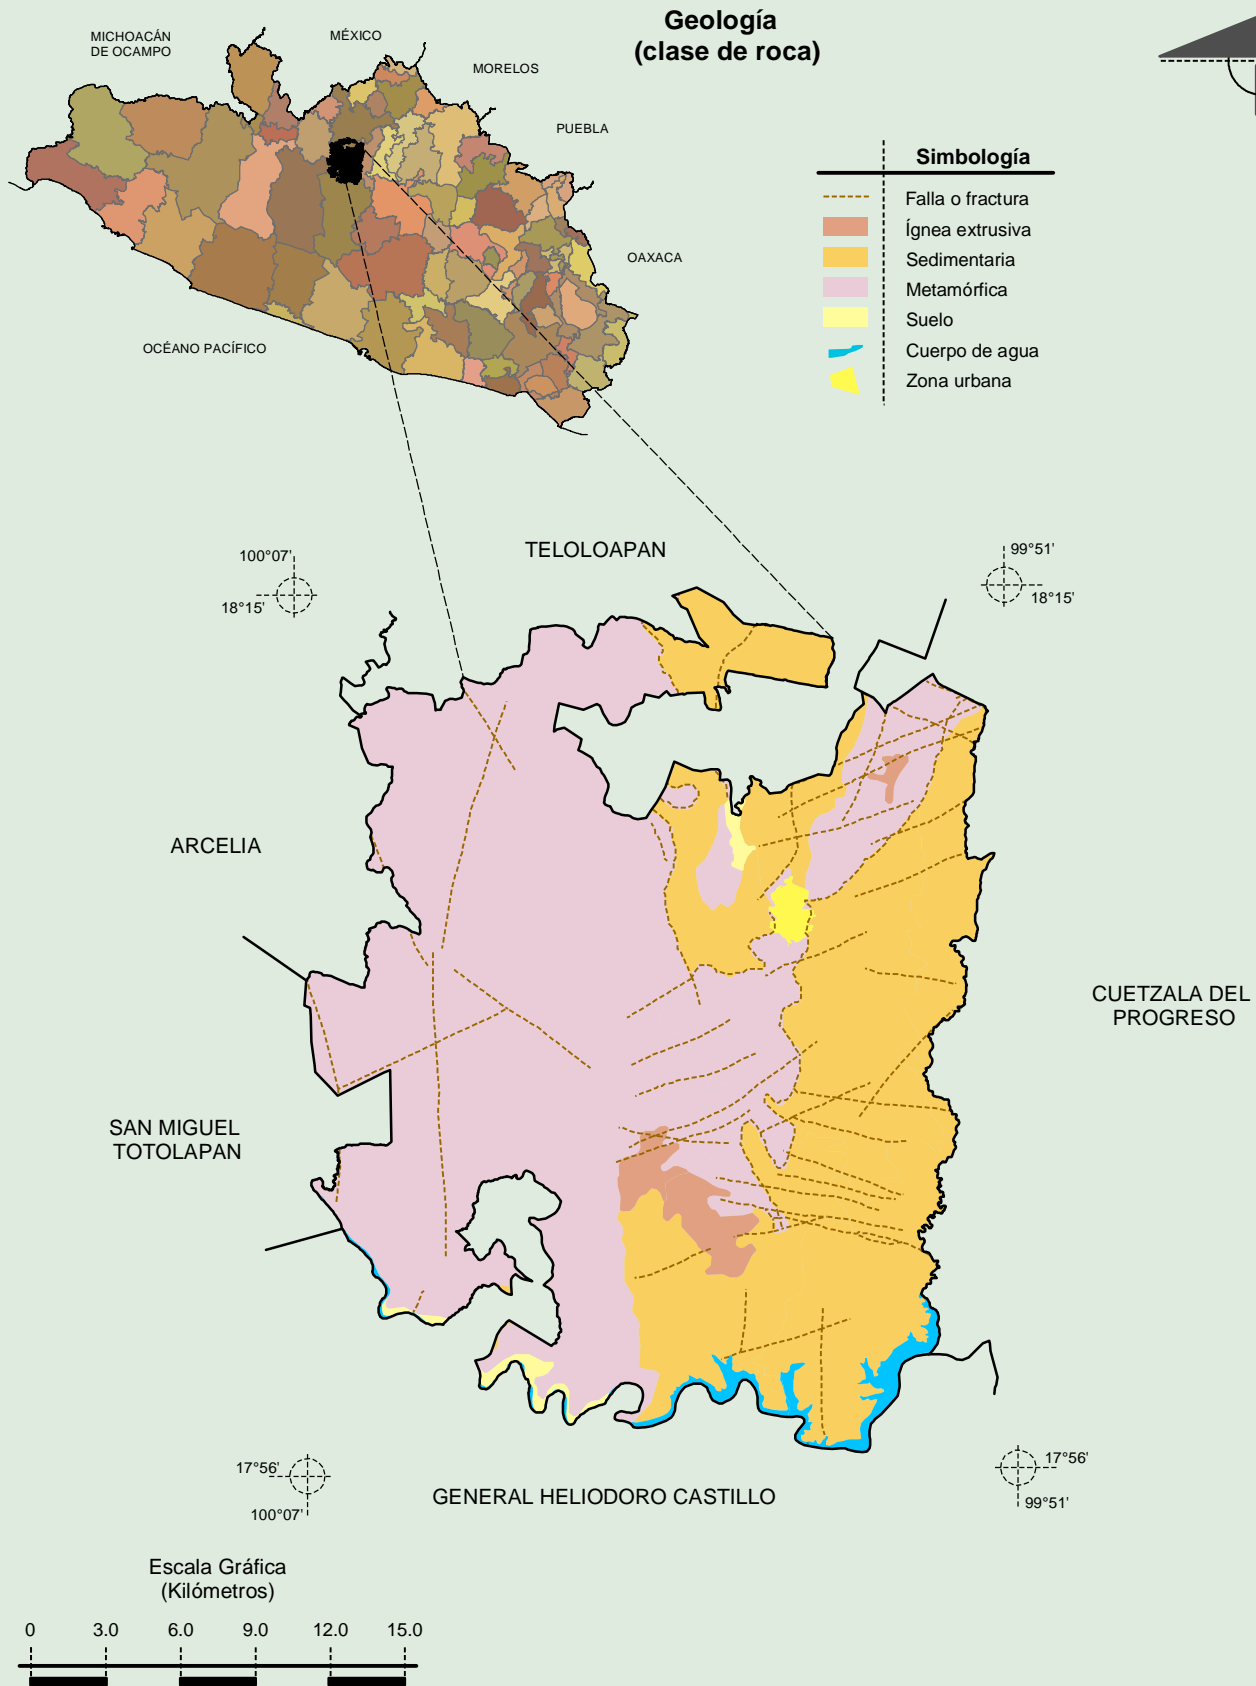 Geología
(clase de roca)
MICHOACÁN
DE OCAMPO
MÉXICO
MORELOS
PUEBLA
OAXACA
OCÉANO PACÍFICO
Simbología
Falla o fractura
Ígnea extrusiva
Sedimentaria
Metamórfica
Suelo
Cuerpo de agua
Zona urbana
TELOLOAPAN
100°07'
18°15'
99°51'
18°15'
ARCELIA
CUETZALA DEL
PROGRESO
SAN MIGUEL
TOTOLAPAN
17°56'
100°07'
GENERAL HELIODORO CASTILLO
17°56'
99°51'
Escala Gráfica
(Kilómetros)
0 3.0 6.0 9.0 12.0 15.0